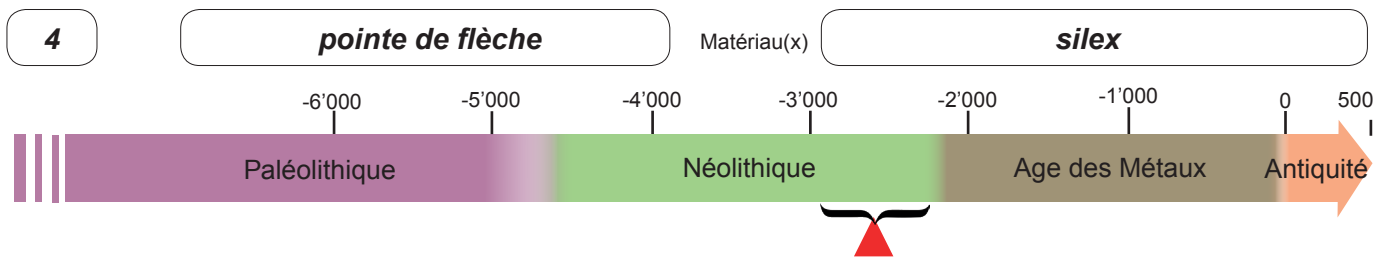 4 pointe de flèche Matériau(x) silex
-6’000 -5’000 -4’000 -3’000 -2’000 -1’000 0 500
Paléolithique Néolithique Age des Métaux Antiquité